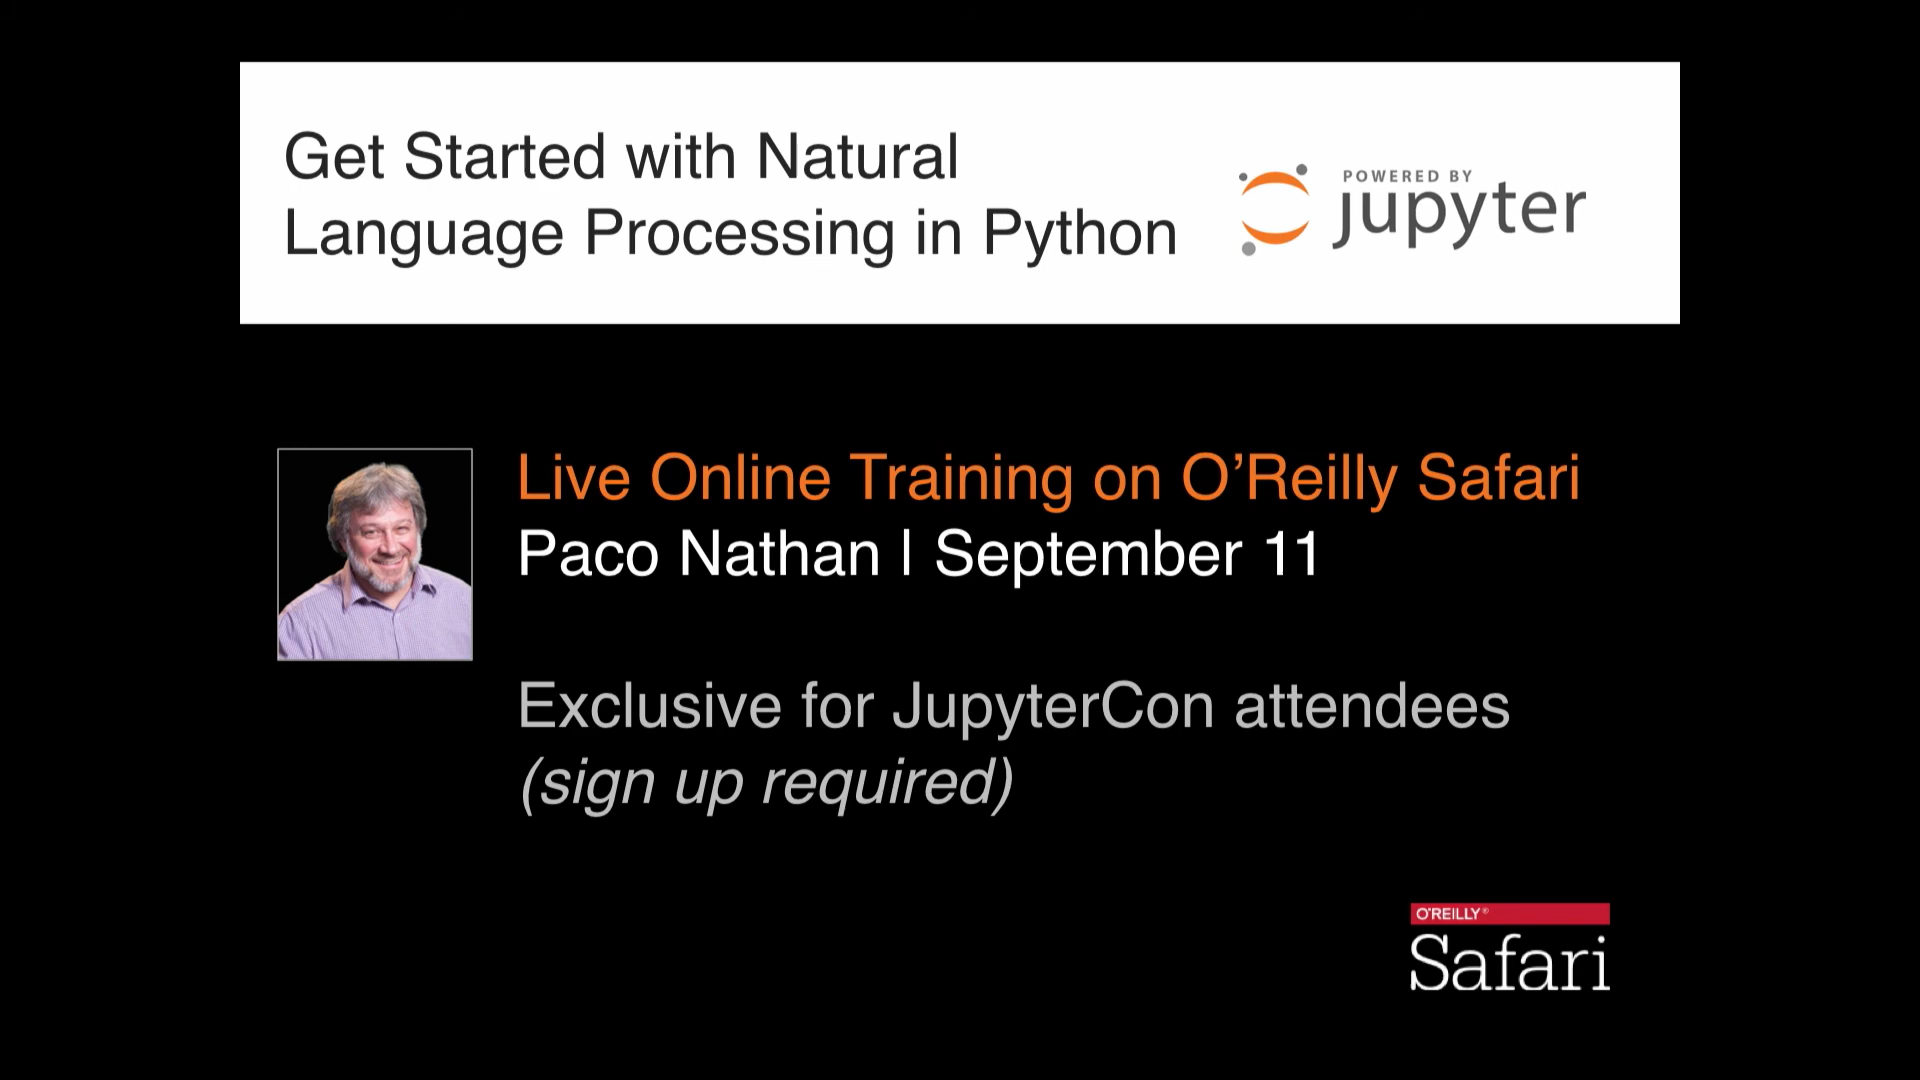 Get Started with Natural
Language Processing in Python
POWERED BY
jupyter
Live Online Training on O’Reilly Safari
Paco Nathan | September 11
Exclusive for JupyterCon attendees
(sign up required)
O'REILLY®
Safari